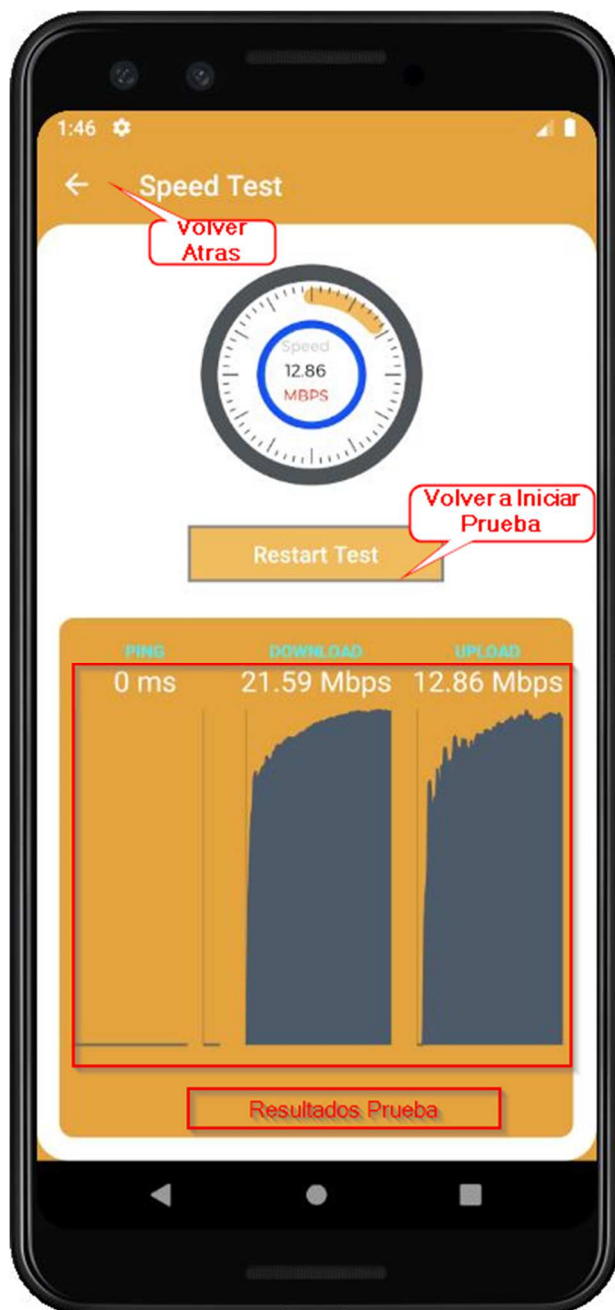 1:46
Speed Test
Volver
Atras
Speed
12.86
MBPS
Volver a Iniciar
Prueba
Restart Test
PING DOWNLOAD UPLOAD
0 ms 21.59 Mbps 12.86 Mbps
Resultados Prueba